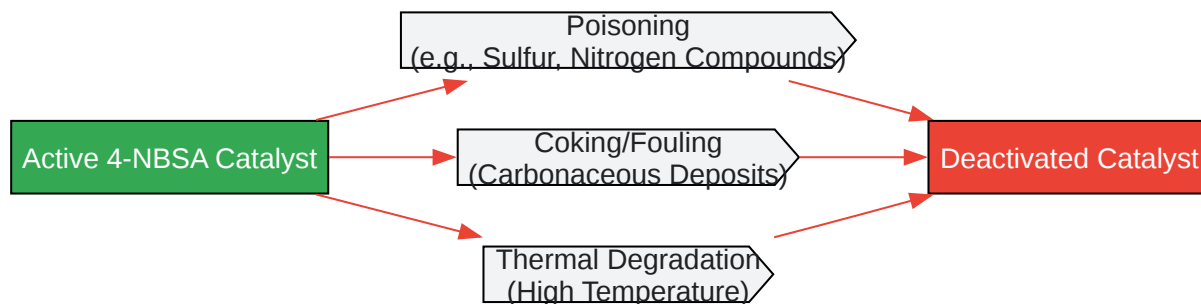 Poisoning
(e.g., Sulfur, Nitrogen Compounds)
Active 4-NBSA Catalyst
Coking/Fouling
(Carbonaceous Deposits)
Deactivated Catalyst
Thermal Degradation
(High Temperature)